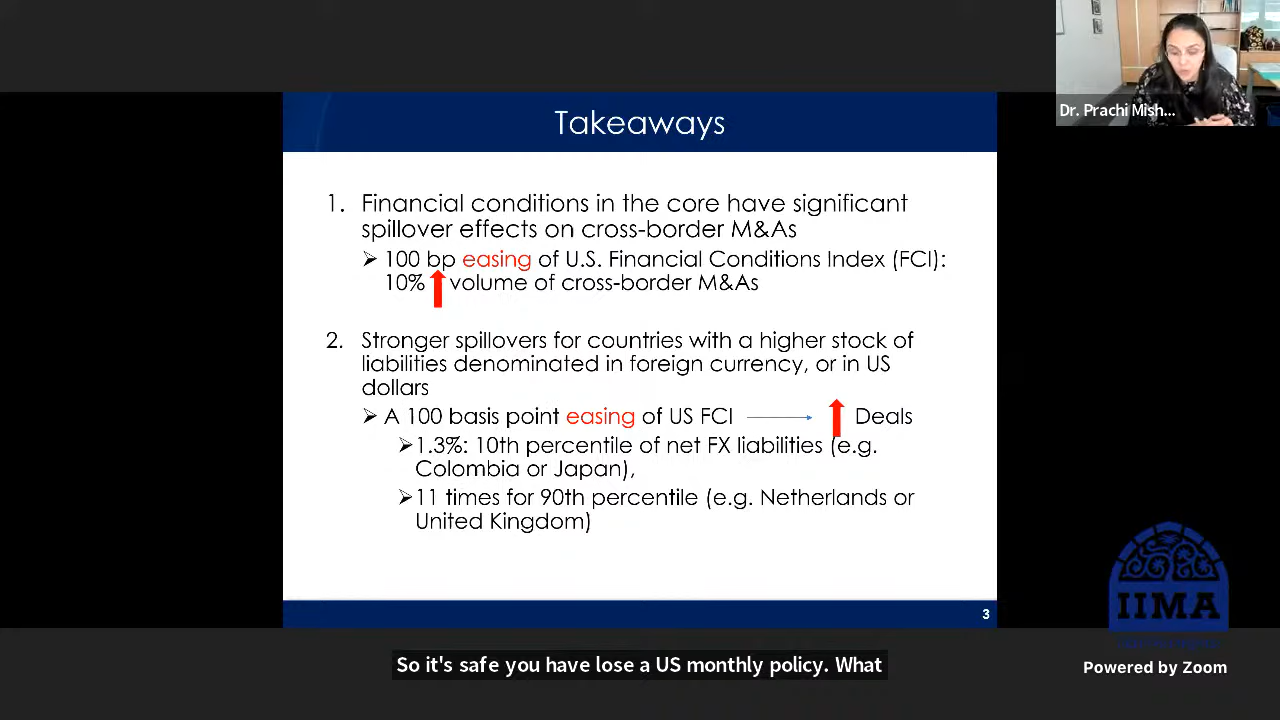 Dr. Prachi Mish...
Takeaways
1. Financial conditions in the core have significant
spillover effects on cross-border M&As
➢ 100 bp easing of U.S. Financial Conditions Index (FCI):
10% volume of cross-border M&As
2. Stronger spillovers for countries with a higher stock of
liabilities denominated in foreign currency, or in US
dollars
➢ A 100 basis point easing of US FCI Deals
➢1.3%: 10th percentile of net FX liabilities (e.g.
Colombia or Japan),
➢11 times for 90th percentile (e.g. Netherlands or
United Kingdom)
3
IIMA
Powered by Zoom
So it's safe you have lose a US monthly policy. What